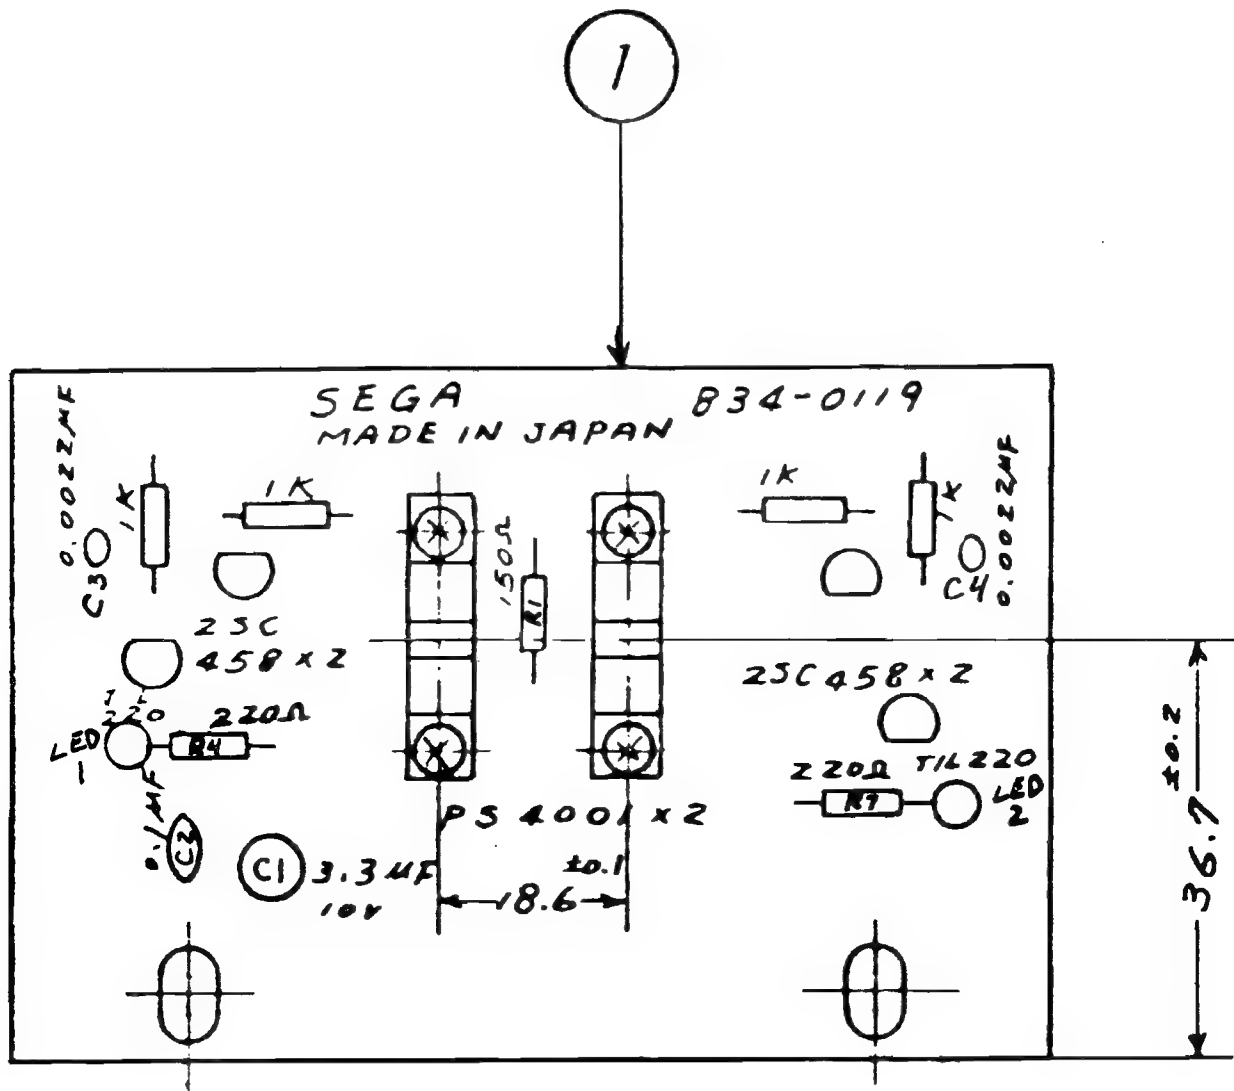 1
SEGA
834-0119
MADE IN JAPAN
0.0022MF
1K
1K
1K
1K
0.0022MF
C3
150Ω
R1
C4
2SC
458 x 2
2SC458 x 2
TIL
220
220Ω
LED
1
R4
0.1MF
C2
C1
3.3MF
10V
PS4001 x 2
±0.1
18.6
220Ω
TIL220
R7
LED
2
±0.2
36.7